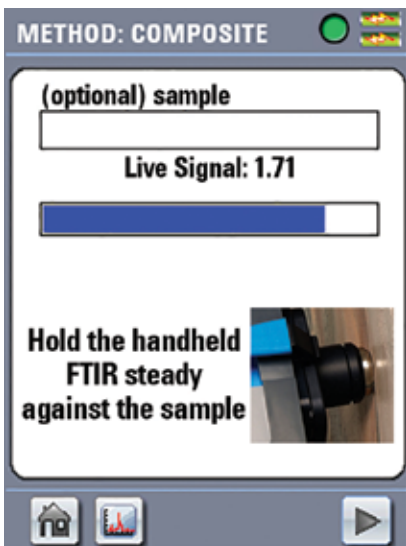 METHOD: COMPOSITE
(optional) sample
Live Signal: 1.71
Hold the handheld
FTIR steady
against the sample